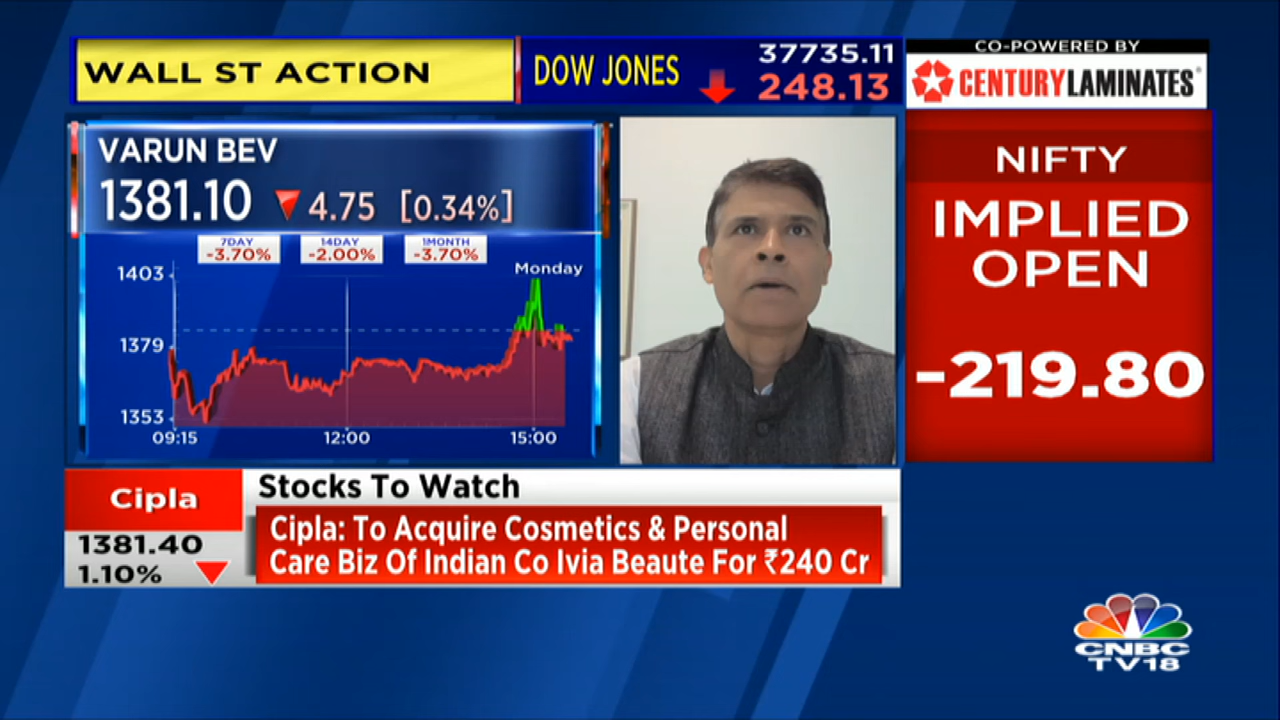 WALL ST ACTION
DOW JONES
37735.11
248.13
CO-POWERED BY
CENTURYLAMINATES
VARUN BEV
1381.10 ▼ 4.75 [0.34%]
7DAY
-3.70%
14DAY
-2.00%
1MONTH
-3.70%
Monday
1403
1379
1353
09:15
12:00
15:00
NIFTY
IMPLIED
OPEN
-219.80
Cipla
1381.40
1.10%
Stocks To Watch
Cipla: To Acquire Cosmetics & Personal
Care Biz Of Indian Co Ivia Beaute For ₹240 Cr
CNBC
TV18